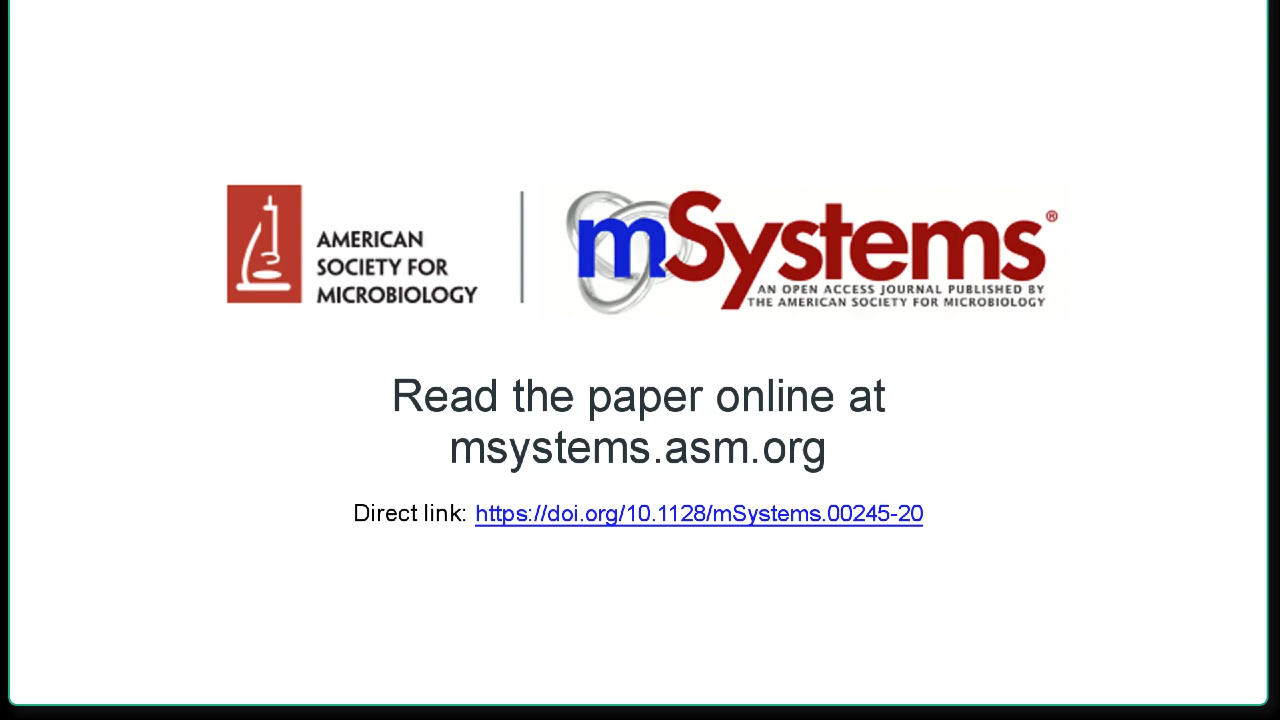 AMERICAN
SOCIETY FOR
MICROBIOLOGY
mSystems®
AN OPEN ACCESS JOURNAL PUBLISHED BY
THE AMERICAN SOCIETY FOR MICROBIOLOGY
Read the paper online at
msystems.asm.org
Direct link: https://doi.org/10.1128/mSystems.00245-20